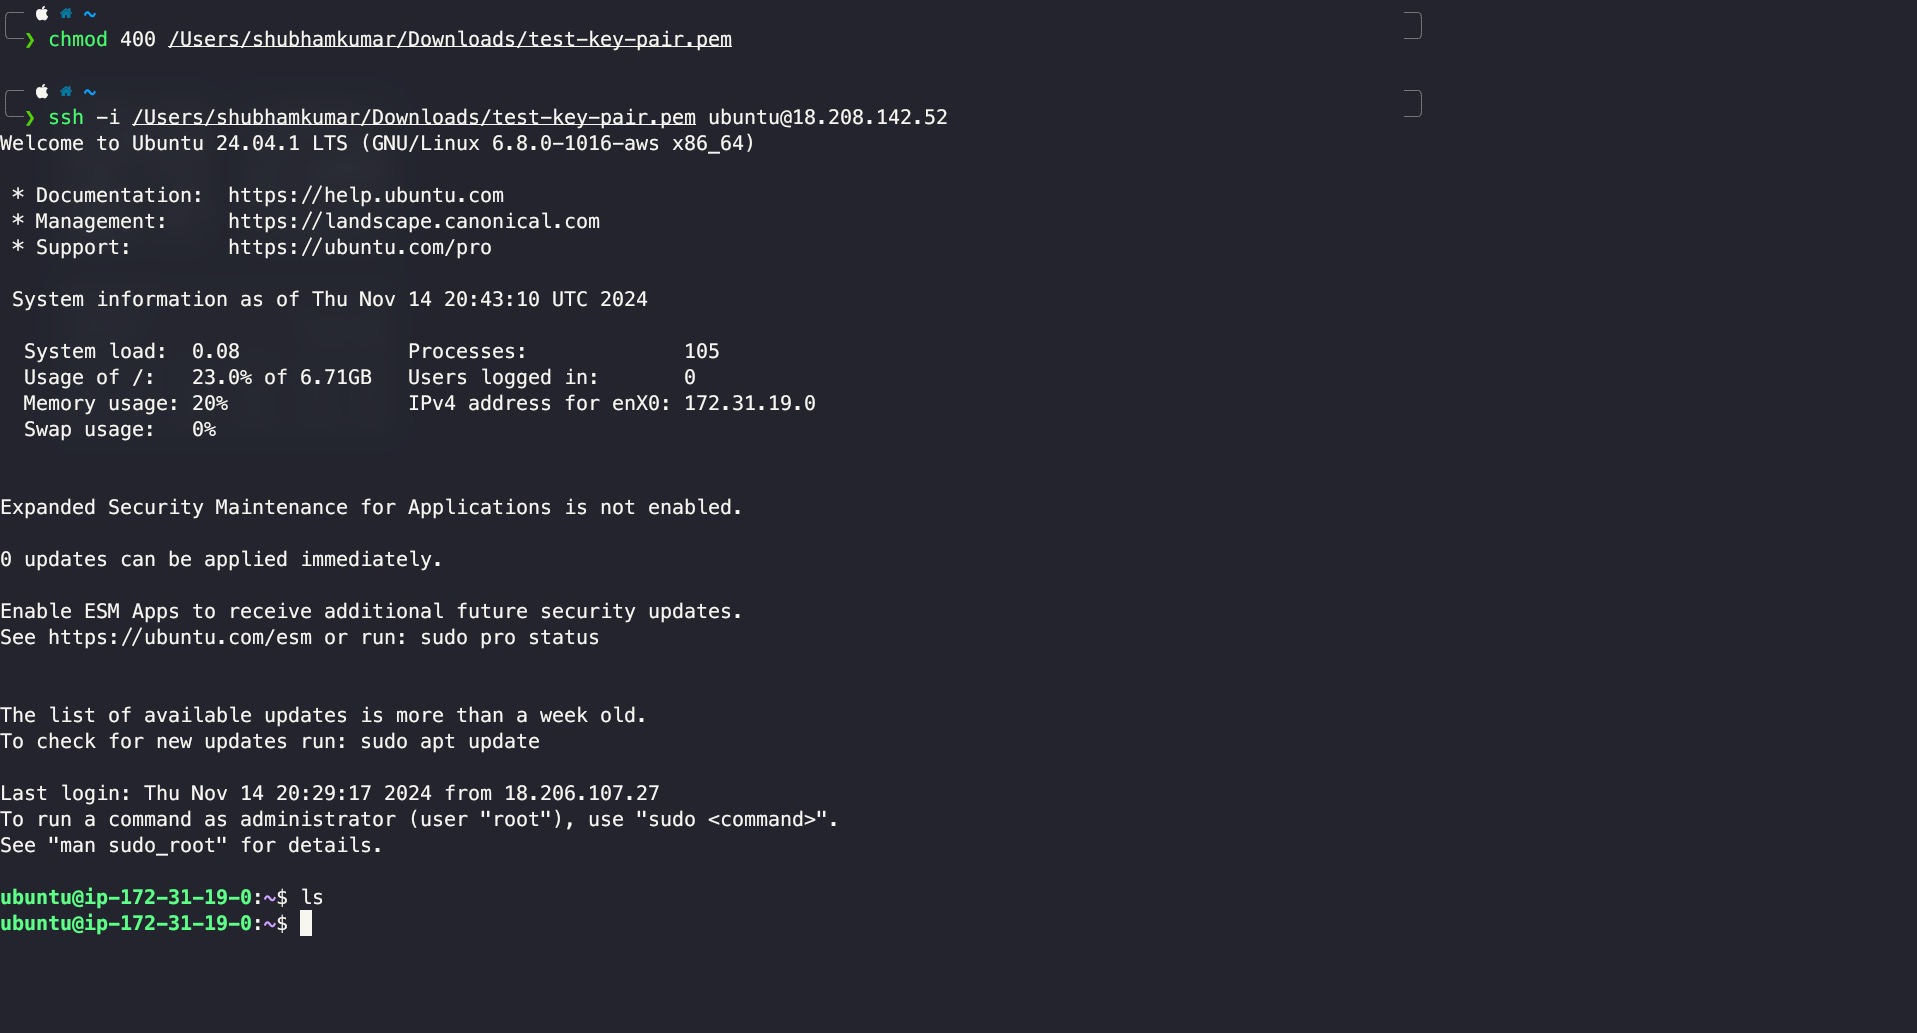 ~
❯ chmod 400 /Users/shubhamkumar/Downloads/test-key-pair.pem
~
❯ ssh -i /Users/shubhamkumar/Downloads/test-key-pair.pem ubuntu@18.208.142.52
Welcome to Ubuntu 24.04.1 LTS (GNU/Linux 6.8.0-1016-aws x86_64)
* Documentation:  https://help.ubuntu.com
* Management:     https://landscape.canonical.com
* Support:        https://ubuntu.com/pro
System information as of Thu Nov 14 20:43:10 UTC 2024
System load:  0.08              Processes:             105
Usage of /:   23.0% of 6.71GB   Users logged in:       0
Memory usage: 20%               IPv4 address for enX0: 172.31.19.0
Swap usage:   0%
Expanded Security Maintenance for Applications is not enabled.
0 updates can be applied immediately.
Enable ESM Apps to receive additional future security updates.
See https://ubuntu.com/esm or run: sudo pro status
The list of available updates is more than a week old.
To check for new updates run: sudo apt update
Last login: Thu Nov 14 20:29:17 2024 from 18.206.107.27
To run a command as administrator (user "root"), use "sudo <command>".
See "man sudo_root" for details.
ubuntu@ip-172-31-19-0:~$ ls
ubuntu@ip-172-31-19-0:~$